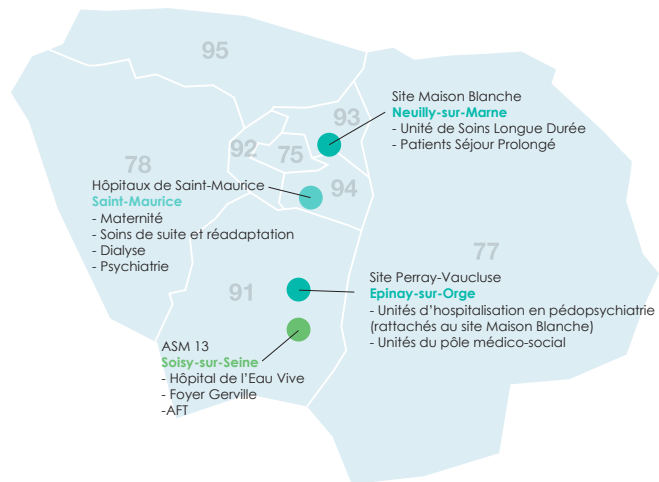 95
Site Maison Blanche
Neuilly-sur-Marne
- Unité de Soins Longue Durée
- Patients Séjour Prolongé
93
92
75
78
94
Hôpitaux de Saint-Maurice
Saint-Maurice
- Maternité
- Soins de suite et réadaptation
- Dialyse
- Psychiatrie
77
91
Site Perray-Vaucluse
Epinay-sur-Orge
- Unités d'hospitalisation en pédopsychiatrie
(rattachés au site Maison Blanche)
- Unités du pôle médico-social
ASM 13
Soisy-sur-Seine
- Hôpital de l'Eau Vive
- Foyer Gerville
-AFT